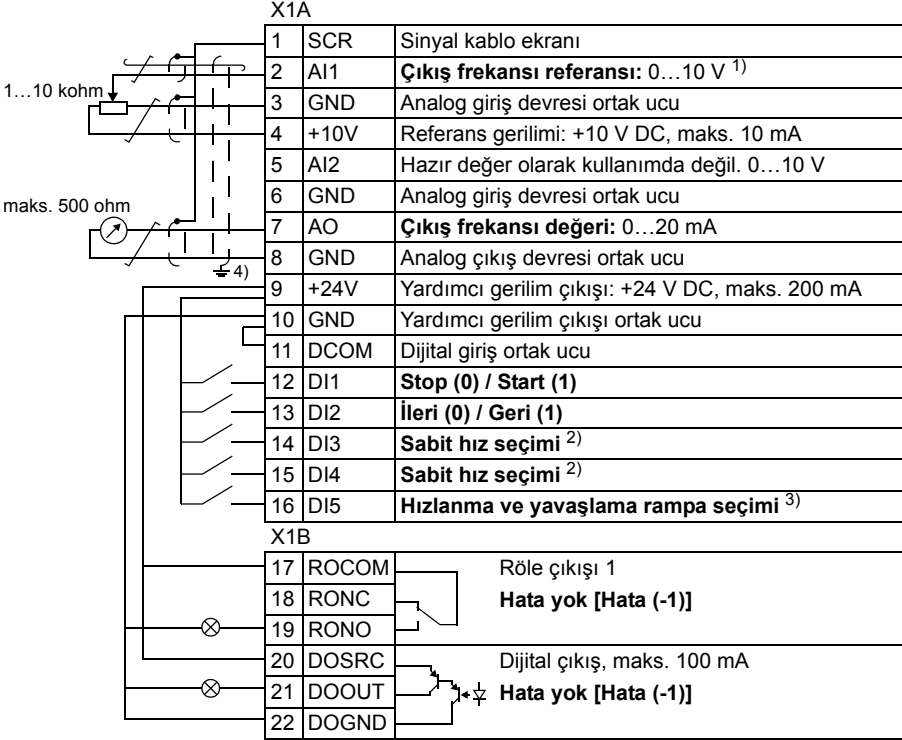 X1A
1 SCR Sinyal kablo ekranı
2 AI1 Çıkış frekansı referansı: 0…10 V 1)
1…10 kohm
3 GND Analog giriş devresi ortak ucu
4 +10V Referans gerilimi: +10 V DC, maks. 10 mA
5 AI2 Hazır değer olarak kullanımda değil. 0…10 V
6 GND Analog giriş devresi ortak ucu
maks. 500 ohm
7 AO Çıkış frekansı değeri: 0…20 mA
8 GND Analog çıkış devresi ortak ucu
4)
9 +24V Yardımcı gerilim çıkışı: +24 V DC, maks. 200 mA
10 GND Yardımcı gerilim çıkışı ortak ucu
11 DCOM Dijital giriş ortak ucu
12 DI1 Stop (0) / Start (1)
13 DI2 İleri (0) / Geri (1)
14 DI3 Sabit hız seçimi 2)
15 DI4 Sabit hız seçimi 2)
16 DI5 Hızlanma ve yavaşlama rampa seçimi 3)
X1B
17 ROCOM Röle çıkışı 1
18 RONC Hata yok [Hata (-1)]
19 RONO
20 DOSRC Dijital çıkış, maks. 100 mA
21 DOOUT Hata yok [Hata (-1)]
22 DOGND